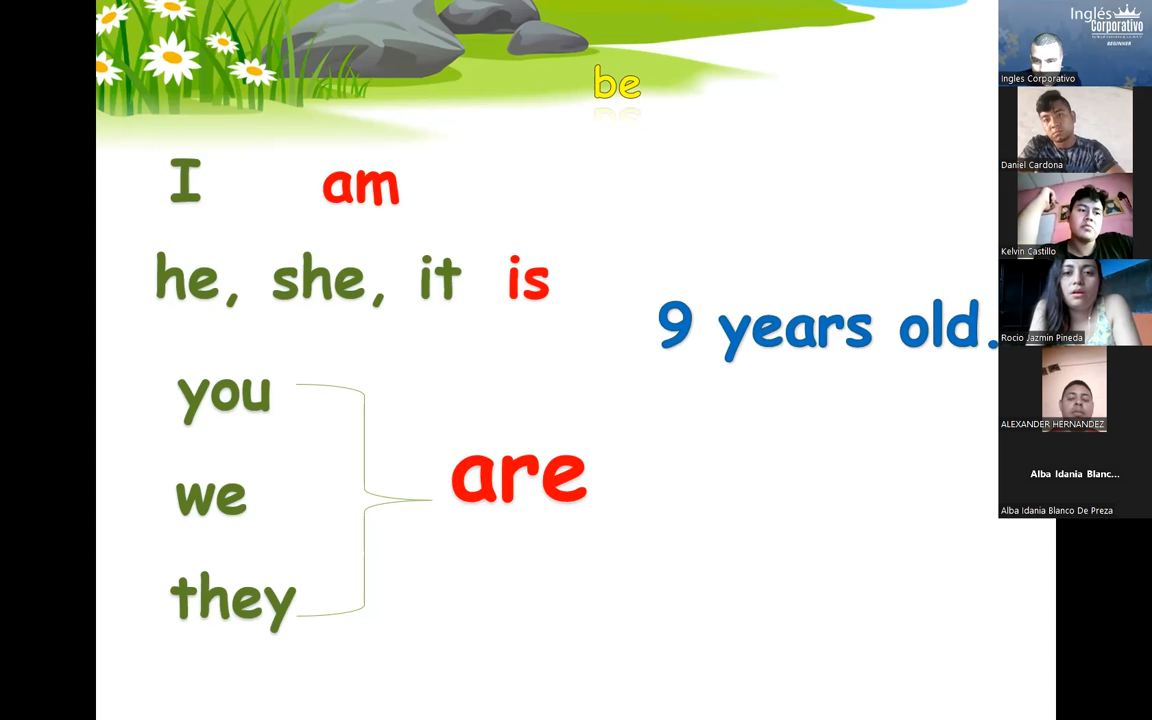 be
I am
he, she, it is
9 years old.
you
we
are
they
Inglés
Corporativo
BEGINNER
Ingles Corporativo
Daniel Cardona
Kelvin Castillo
Rocio Jazmin Pineda
ALEXANDER HERNANDEZ
Alba Idania Blanc...
Alba Idania Blanco De Preza